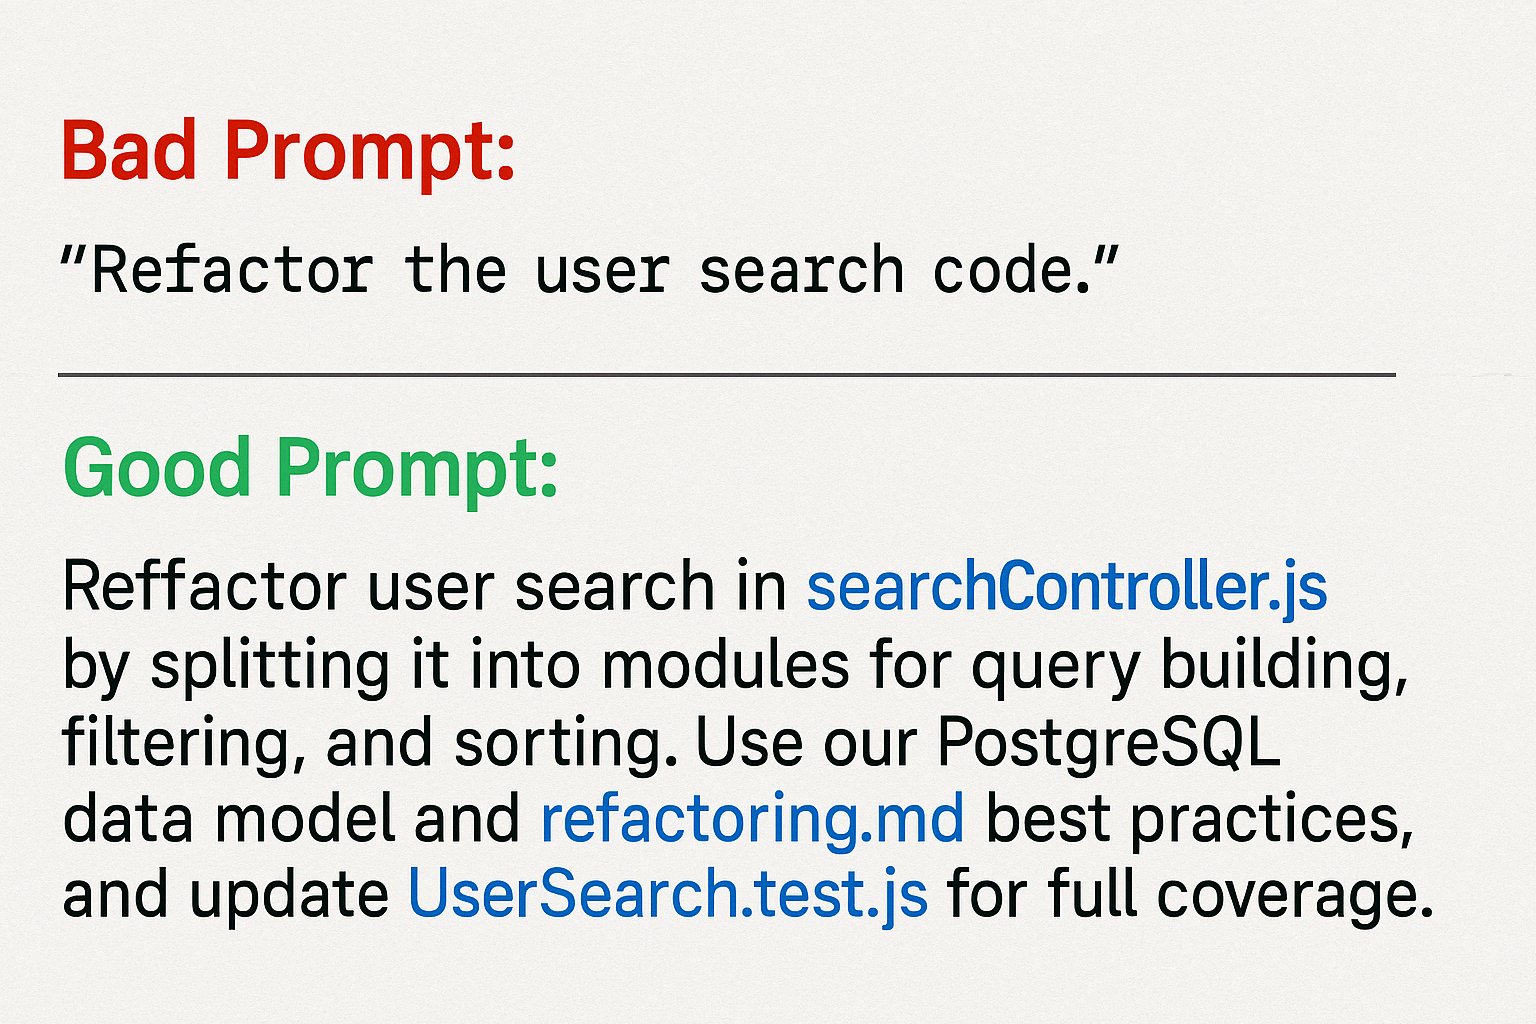 Bad Prompt:
"Refactor the user search code."
Good Prompt:
Reffactor user search in searchController.js
by splitting it into modules for query building,
filtering, and sorting. Use our PostgreSQL
data model and refactoring.md best practices,
and update UserSearch.test.js for full coverage.